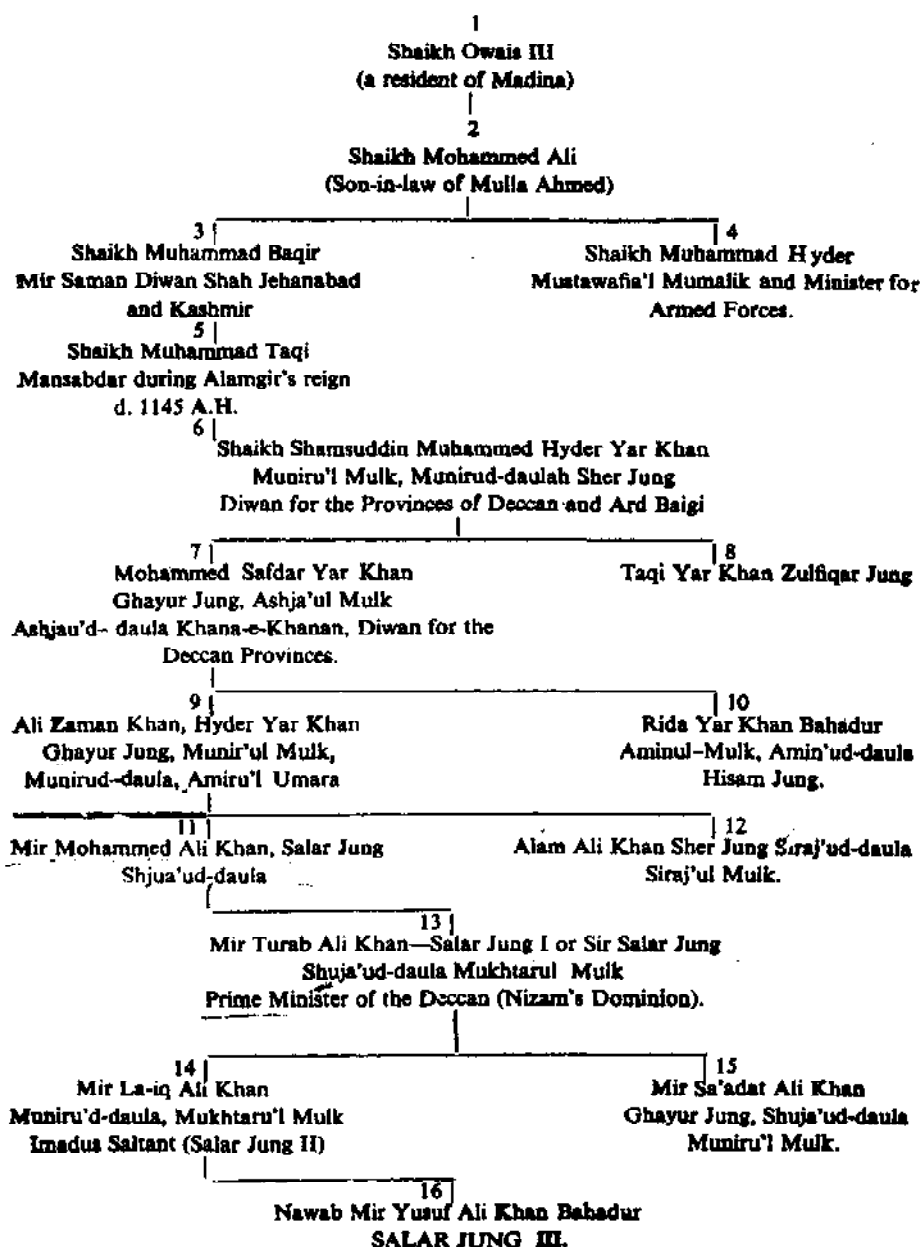 1
Shaikh Owais III
(a resident of Madina)
2
Shaikh Mohammed Ali
(Son-in-law of Mulla Ahmed)
3
Shaikh Muhammad Baqir
Mir Saman Diwan Shah Jehanabad
and Kashmir
4
Shaikh Muhammad Hyder
Mustawafia'l Mumalik and Minister for
Armed Forces.
5
Shaikh Muhammad Taqi
Mansabdar during Alamgir's reign
d. 1145 A.H.
6
Shaikh Shamsuddin Muhammed Hyder Yar Khan
Muniru'l Mulk, Munirud-daulah Sher Jung
Diwan for the Provinces of Deccan and Ard Baigi
7
Mohammed Safdar Yar Khan
Ghayur Jung, Ashja'ul Mulk
Ashjau'd- daula Khana-e-Khanan, Diwan for the
Deccan Provinces.
8
Taqi Yar Khan Zulfiqar Jung
9
Ali Zaman Khan, Hyder Yar Khan
Ghayur Jung, Munir'ul Mulk,
Munirud-daula, Amiru'l Umara
10
Rida Yar Khan Bahadur
Aminul-Mulk, Amin'ud-daula
Hisam Jung.
11
Mir Mohammed Ali Khan, Salar Jung
Shjua'ud-daula
12
Alam Ali Khan Sher Jung Siraj'ud-daula
Siraj'ul Mulk.
13
Mir Turab Ali Khan—Salar Jung I or Sir Salar Jung
Shuja'ud-daula Mukhtarul Mulk
Prime Minister of the Deccan (Nizam's Dominion).
14
Mir La-iq Ali Khan
Muniru'd-daula, Mukhtaru'l Mulk
Imadus Saltant (Salar Jung II)
15
Mir Sa'adat Ali Khan
Ghayur Jung, Shuja'ud-daula
Muniru'l Mulk.
16
Nawab Mir Yusuf Ali Khan Bahadur
SALAR JUNG III.